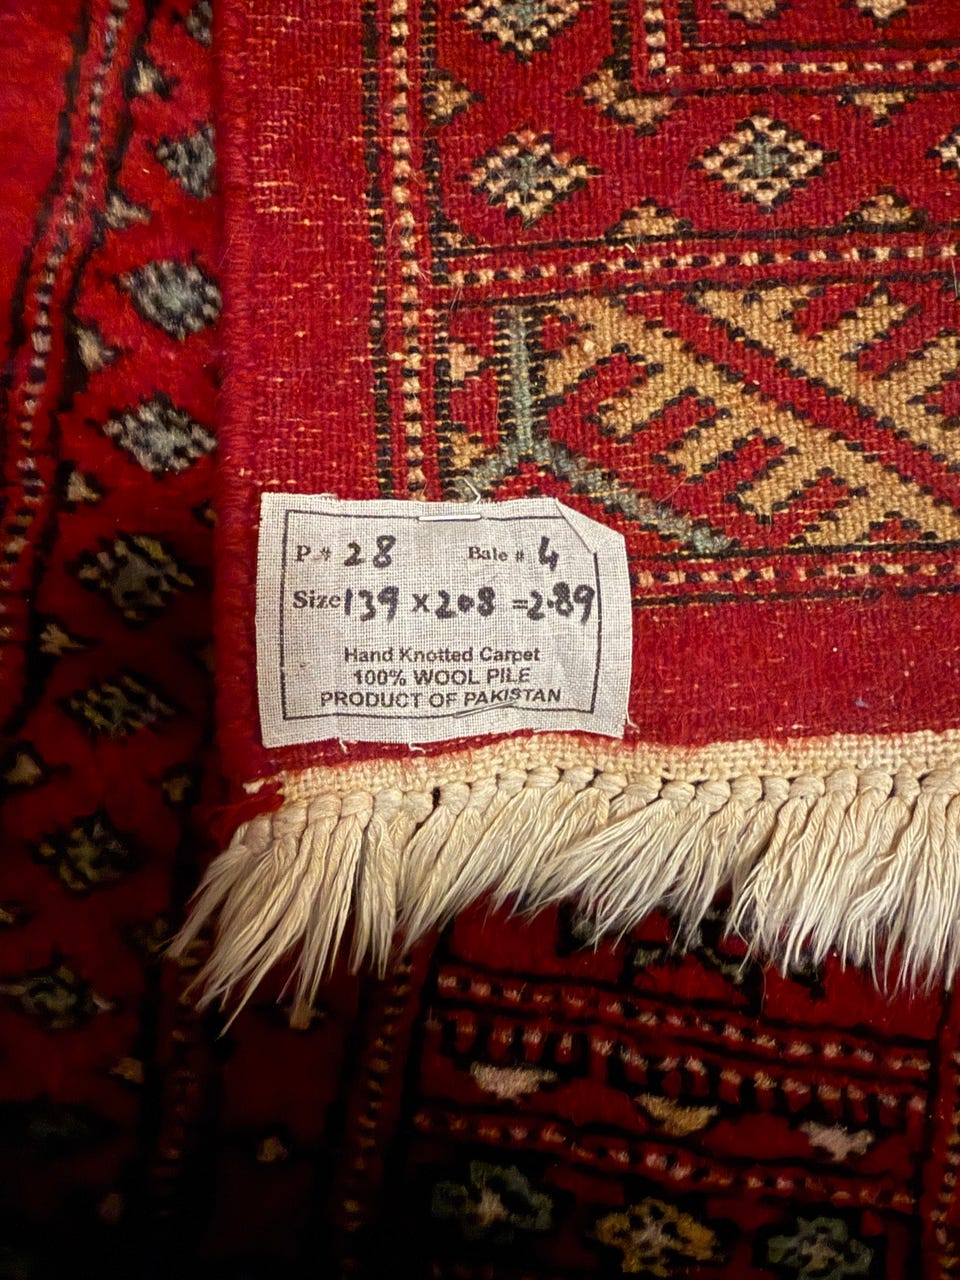 P # 28 Bale # 4
Size 139 x 208 = 2.89
Hand Knotted Carpet
100% WOOL PILE
PRODUCT OF PAKISTAN